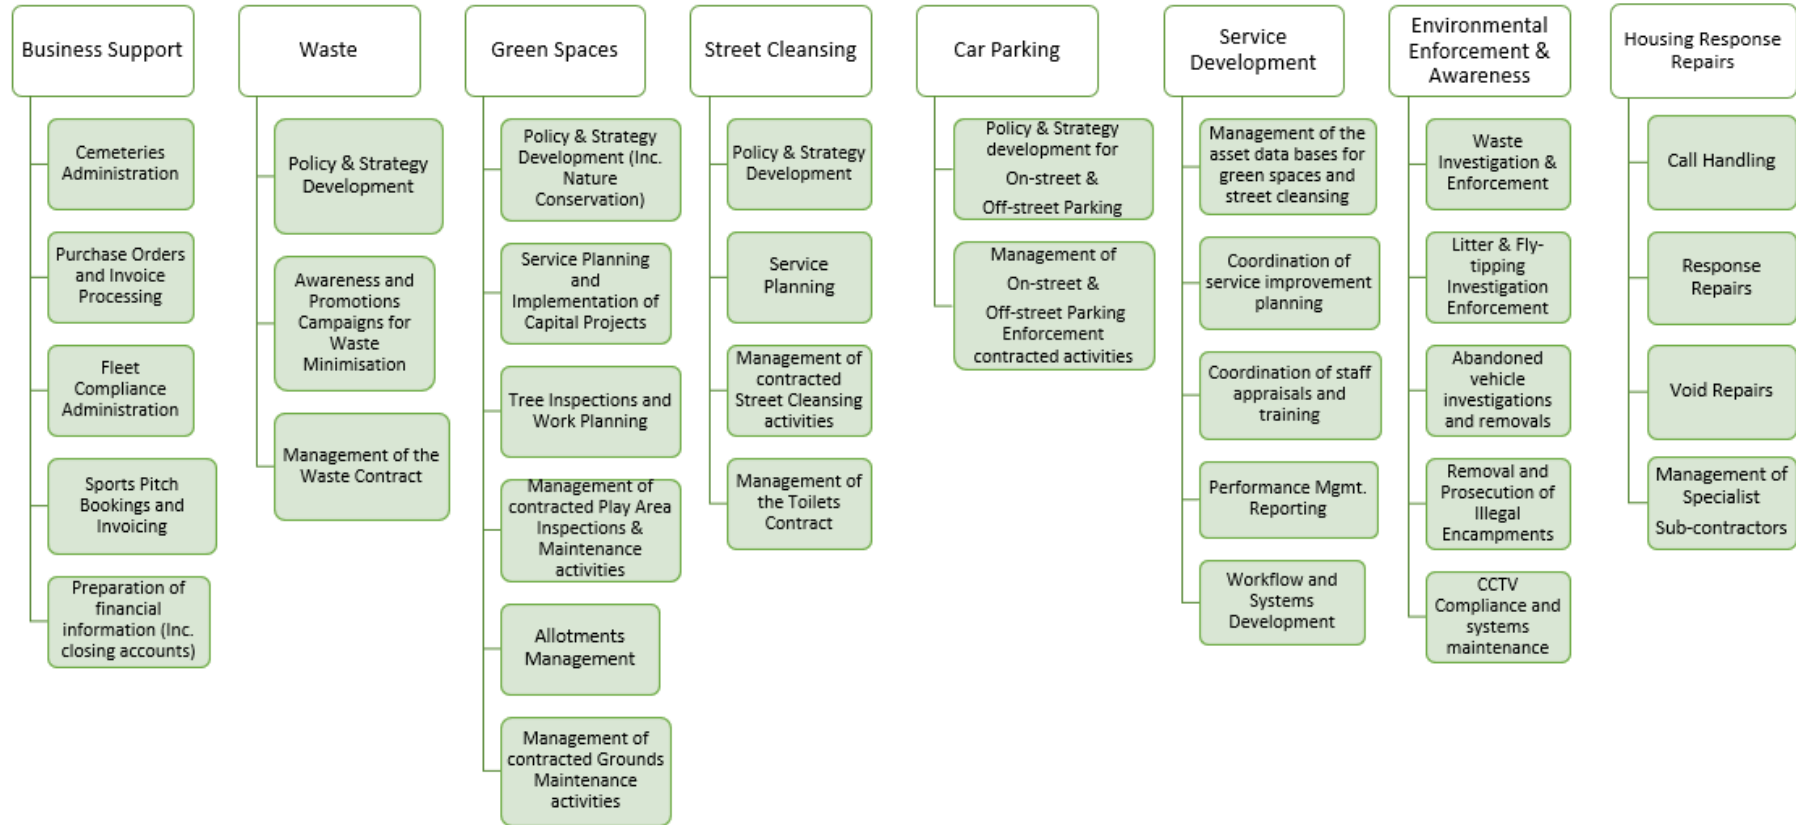 Business Support
Cemeteries
Administration
Purchase Orders
and Invoice
Processing
Fleet
Compliance
Administration
Sports Pitch
Bookings and
Invoicing
Preparation of
financial
information (Inc.
closing accounts)
Waste
Policy & Strategy
Development
Awareness and
Promotions
Campaigns for
Waste
Minimisation
Management of the
Waste Contract
Green Spaces
Policy & Strategy
Development (Inc.
Nature
Conservation)
Service Planning
and
Implementation of
Capital Projects
Tree Inspections and
Work Planning
Management of
contracted Play Area
Inspections &
Maintenance
activities
Allotments
Management
Management of
contracted Grounds
Maintenance
activities
Street Cleansing
Policy & Strategy
Development
Service
Planning
Management of
contracted
Street Cleansing
activities
Management of
the Toilets
Contract
Car Parking
Policy & Strategy
development for
On-street &
Off-street Parking
Management of
On-street &
Off-street Parking
Enforcement
contracted activities
Service
Development
Management of the
asset data bases for
green spaces and
street cleansing
Coordination of
service improvement
planning
Coordination of staff
appraisals and
training
Performance Mgmt.
Reporting
Workflow and
Systems
Development
Environmental
Enforcement &
Awareness
Waste
Investigation &
Enforcement
Litter & Fly-
tipping
Investigation
Enforcement
Abandoned
vehicle
investigations
and removals
Removal and
Prosecution of
Illegal
Encampments
CCTV
Compliance and
systems
maintenance
Housing Response
Repairs
Call Handling
Response
Repairs
Void Repairs
Management of
Specialist
Sub-contractors